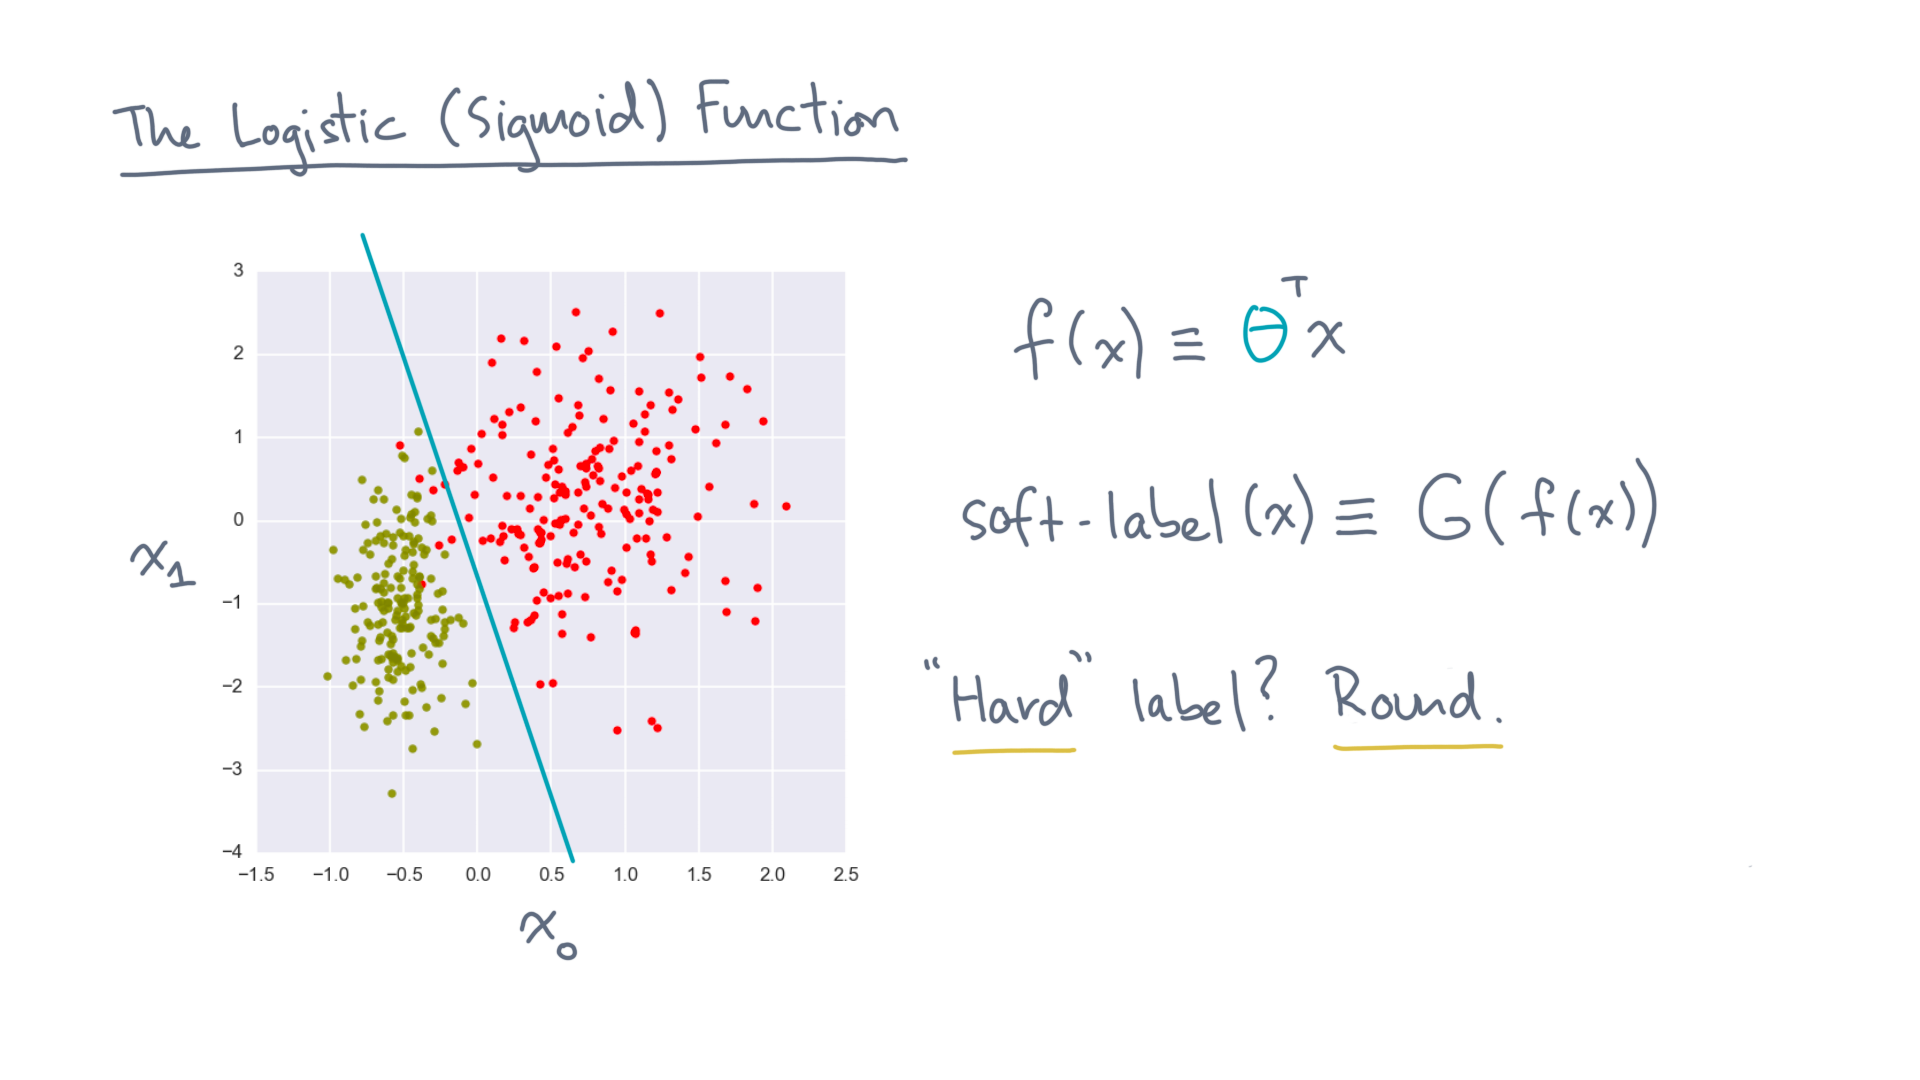 The Logistic (Sigmoid) Function
3
2
1
0
−1
−2
−3
−4
x₁
−1.5 −1.0 −0.5 0.0 0.5 1.0 1.5 2.0 2.5
x₀
f(x) ≡ θᵀx
soft-label(x) ≡ G(f(x))
"Hard" label? Round.